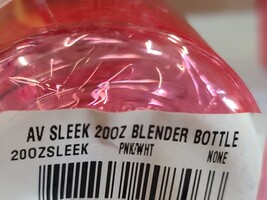 AV SLEEK 20OZ BLENDER BOTTLE
20OZSLEEK PNK/WHT NONE